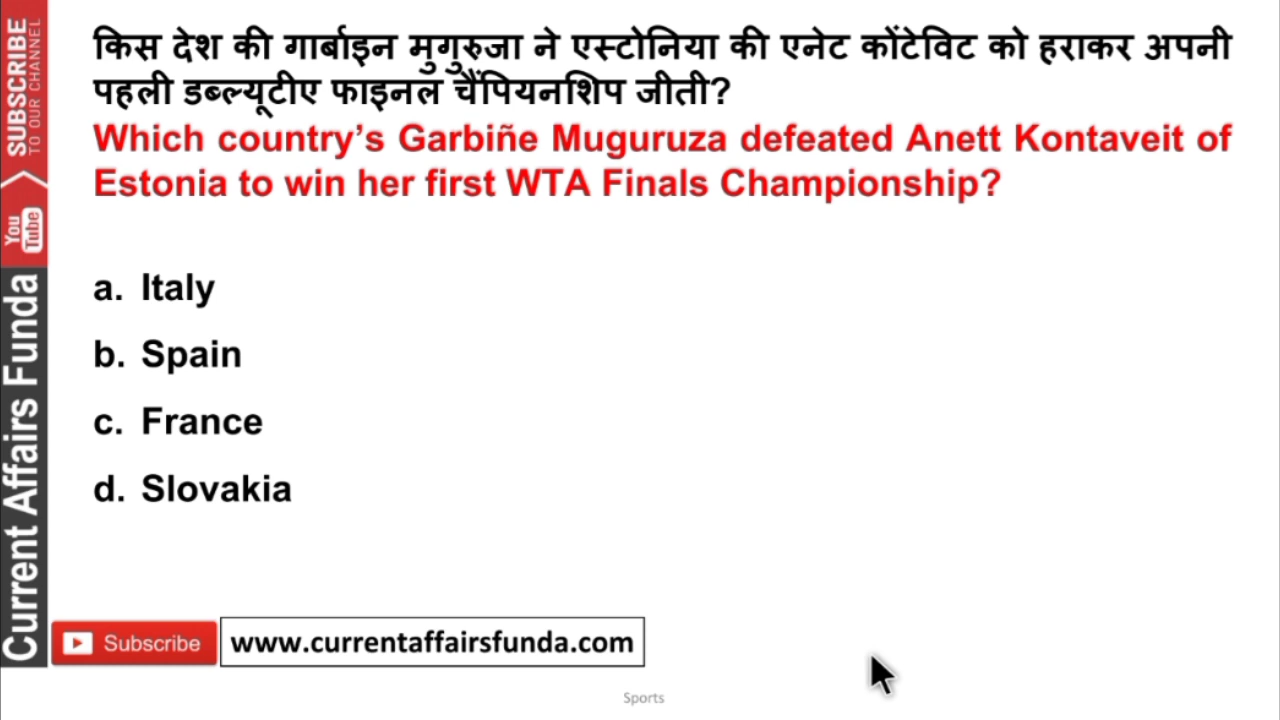 किस देश की गार्बाइन मुगुरुजा ने एस्टोनिया की एनेट कोंटेविट को हराकर अपनी
पहली डब्ल्यूटीए फाइनल चैंपियनशिप जीती?
Which country’s Garbiñe Muguruza defeated Anett Kontaveit of
Estonia to win her first WTA Finals Championship?
a. Italy
b. Spain
c. France
d. Slovakia
SUBSCRIBE
TO OUR CHANNEL
You
Tube
Current Affairs Funda
Subscribe
www.currentaffairsfunda.com
Sports